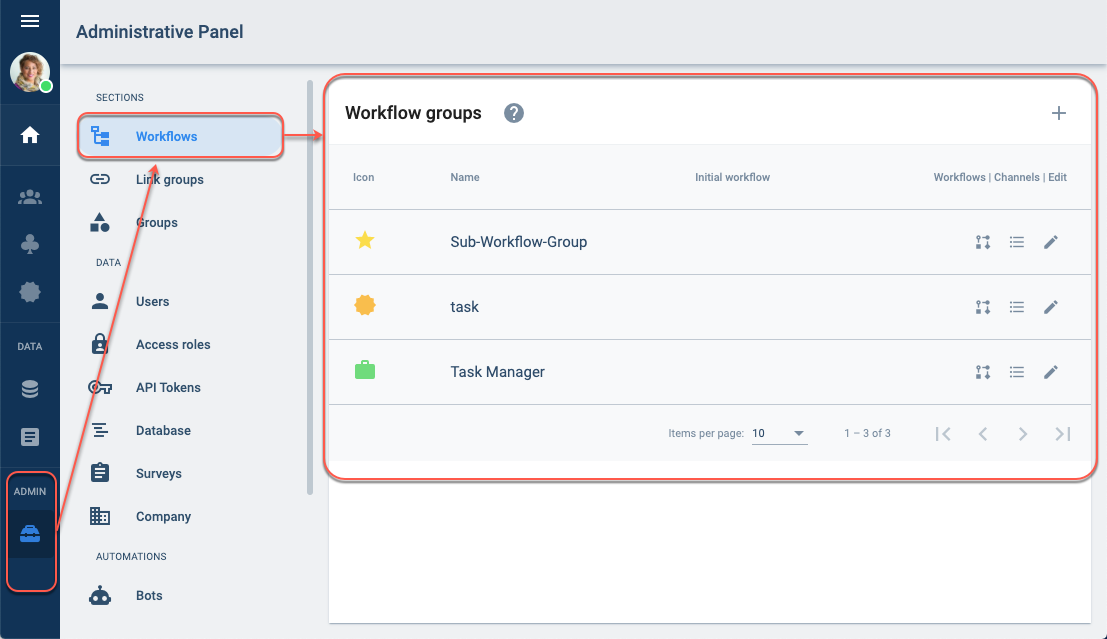 Administrative Panel
SECTIONS
Workflows
Link groups
Groups
DATA
Users
Access roles
API Tokens
Database
Surveys
Company
AUTOMATIONS
Bots
DATA
ADMIN
Workflow groups ?
Icon Name Initial workflow Workflows | Channels | Edit
Sub-Workflow-Group
task
Task Manager
Items per page: 10 1 – 3 of 3